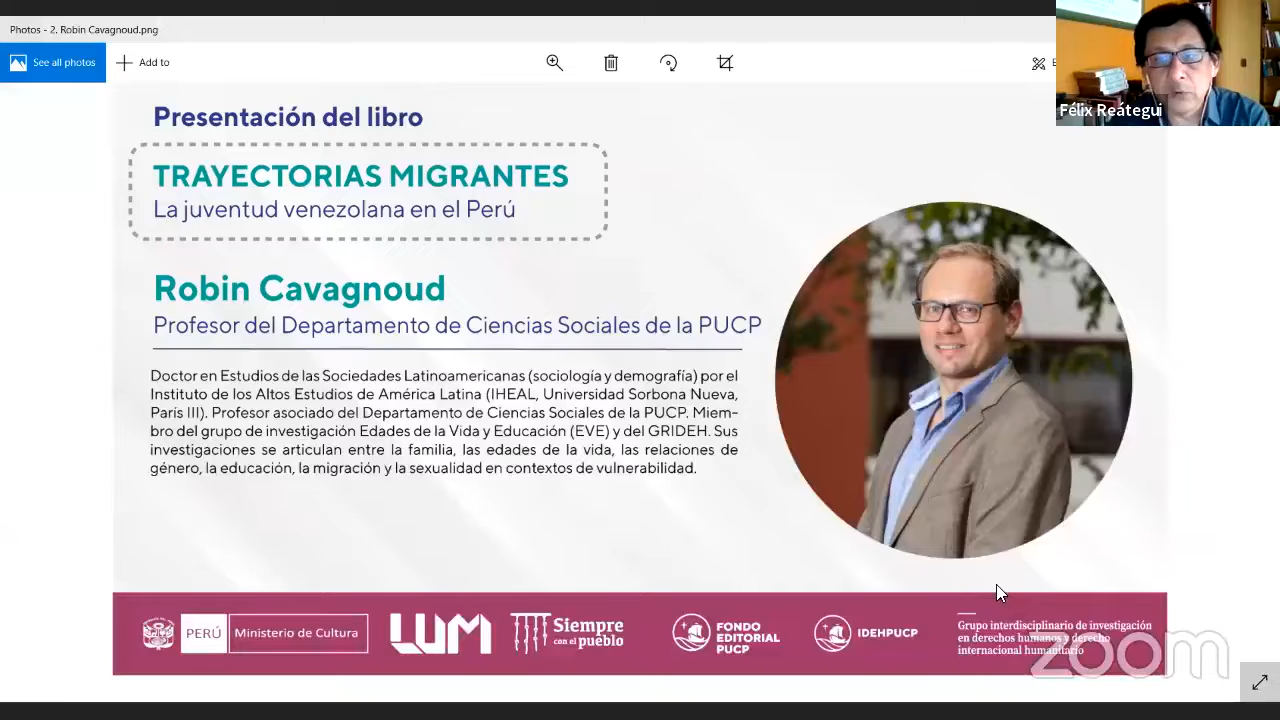 Photos - 2. Robin Cavagnoud.png
See all photos
Add to
Félix Reátegui
Presentación del libro
TRAYECTORIAS MIGRANTES
La juventud venezolana en el Perú
Robin Cavagnoud
Profesor del Departamento de Ciencias Sociales de la PUCP
Doctor en Estudios de las Sociedades Latinoamericanas (sociología y demografía) por el
Instituto de los Altos Estudios de América Latina (IHEAL, Universidad Sorbona Nueva,
París III). Profesor asociado del Departamento de Ciencias Sociales de la PUCP. Miem-
bro del grupo de investigación Edades de la Vida y Educación (EVE) y del GRIDEH. Sus
investigaciones se articulan entre la familia, las edades de la vida, las relaciones de
género, la educación, la migración y la sexualidad en contextos de vulnerabilidad.
PERÚ
Ministerio de Cultura
LUM
Siempre
con el pueblo
FONDO
EDITORIAL
PUCP
IDEHPUCP
Grupo interdisciplinario de investigación
en derechos humanos y derecho
internacional humanitario
zoom